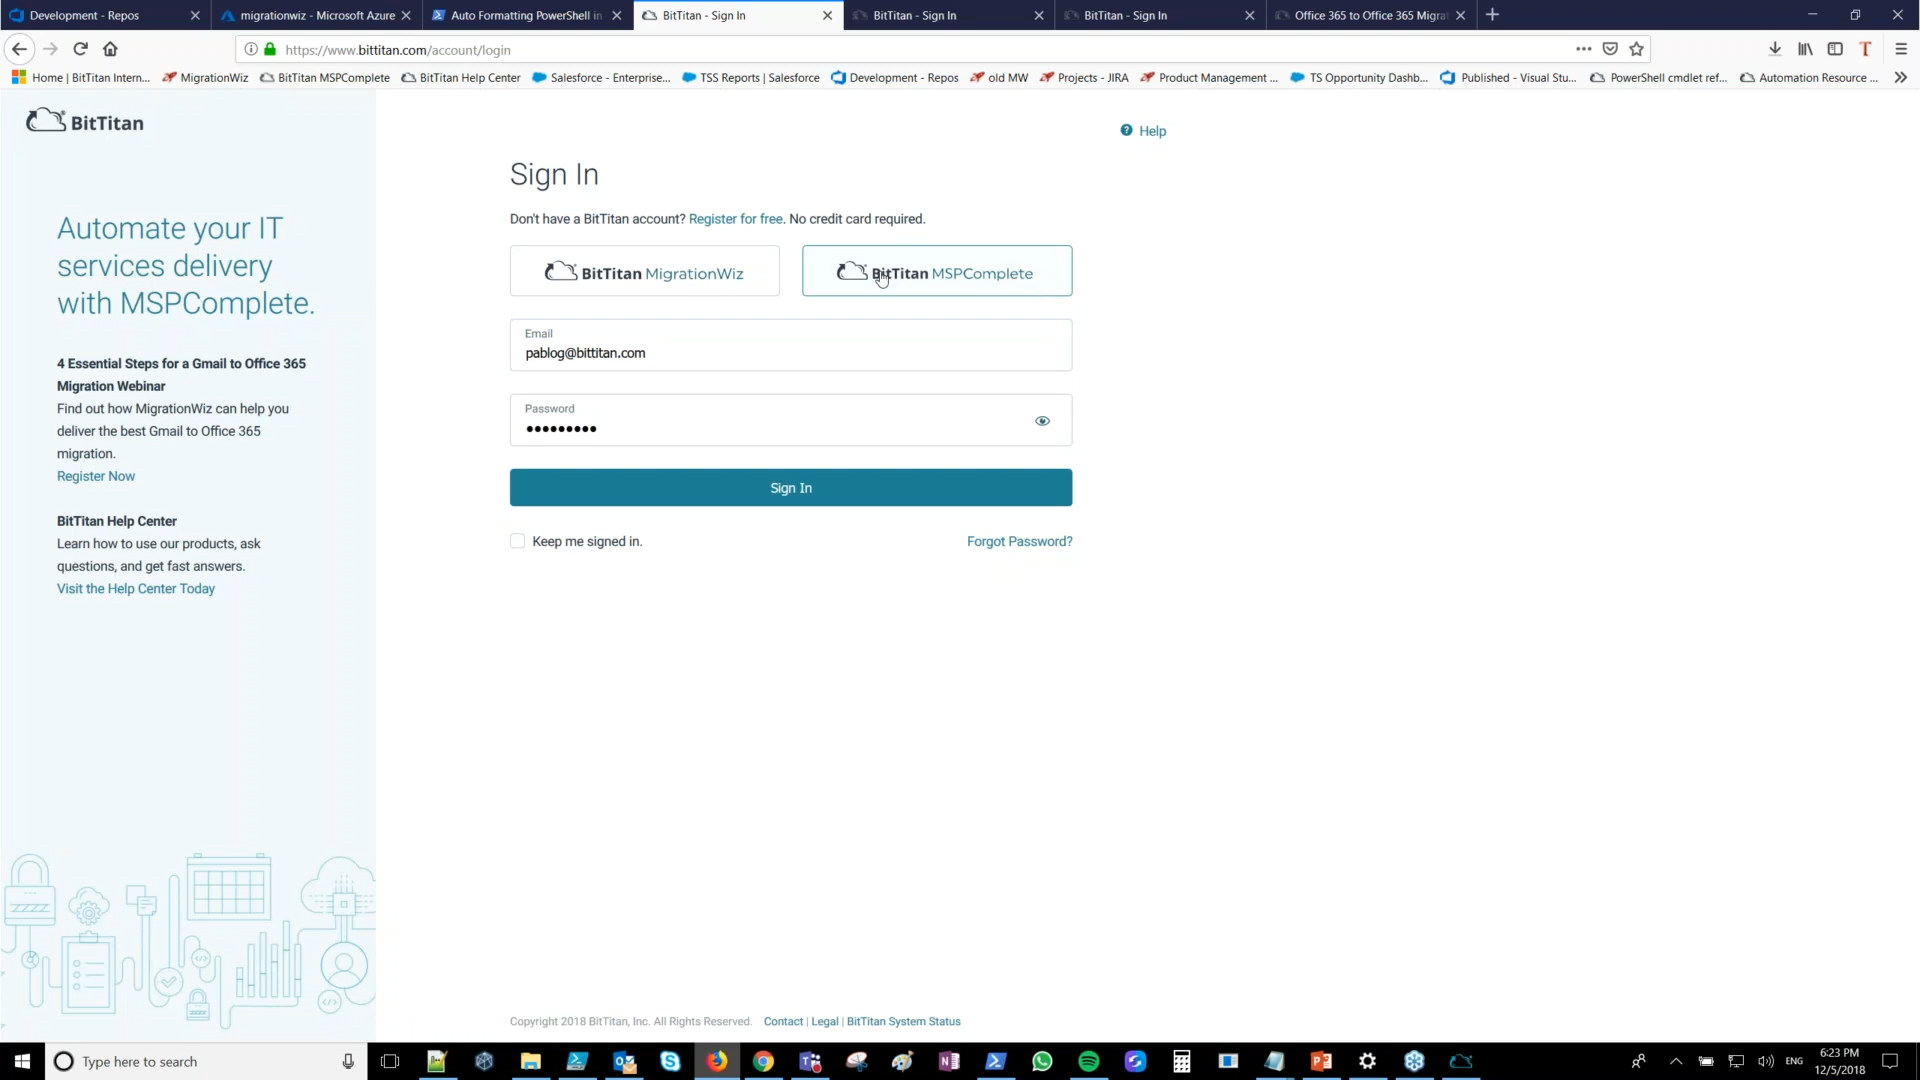 Development - Repos
migrationwiz - Microsoft Azure
Auto Formatting PowerShell in
BitTitan - Sign In
BitTitan - Sign In
BitTitan - Sign In
Office 365 to Office 365 Migrat
https://www.bittitan.com/account/login
Home | BitTitan Intern...
MigrationWiz
BitTitan MSPComplete
BitTitan Help Center
Salesforce - Enterprise...
TSS Reports | Salesforce
Development - Repos
old MW
Projects - JIRA
Product Management ...
TS Opportunity Dashb...
Published - Visual Stu...
PowerShell cmdlet ref...
Automation Resource ...
BitTitan
Automate your IT
services delivery
with MSPComplete.
4 Essential Steps for a Gmail to Office 365
Migration Webinar
Find out how MigrationWiz can help you
deliver the best Gmail to Office 365
migration.
Register Now
BitTitan Help Center
Learn how to use our products, ask
questions, and get fast answers.
Visit the Help Center Today
Help
Sign In
Don't have a BitTitan account? Register for free. No credit card required.
BitTitan MigrationWiz
BitTitan MSPComplete
Email
pablog@bittitan.com
Password
•••••••••
Sign In
Keep me signed in.
Forgot Password?
Copyright 2018 BitTitan, Inc. All Rights Reserved. Contact | Legal | BitTitan System Status
Type here to search
ENG
6:23 PM
12/5/2018